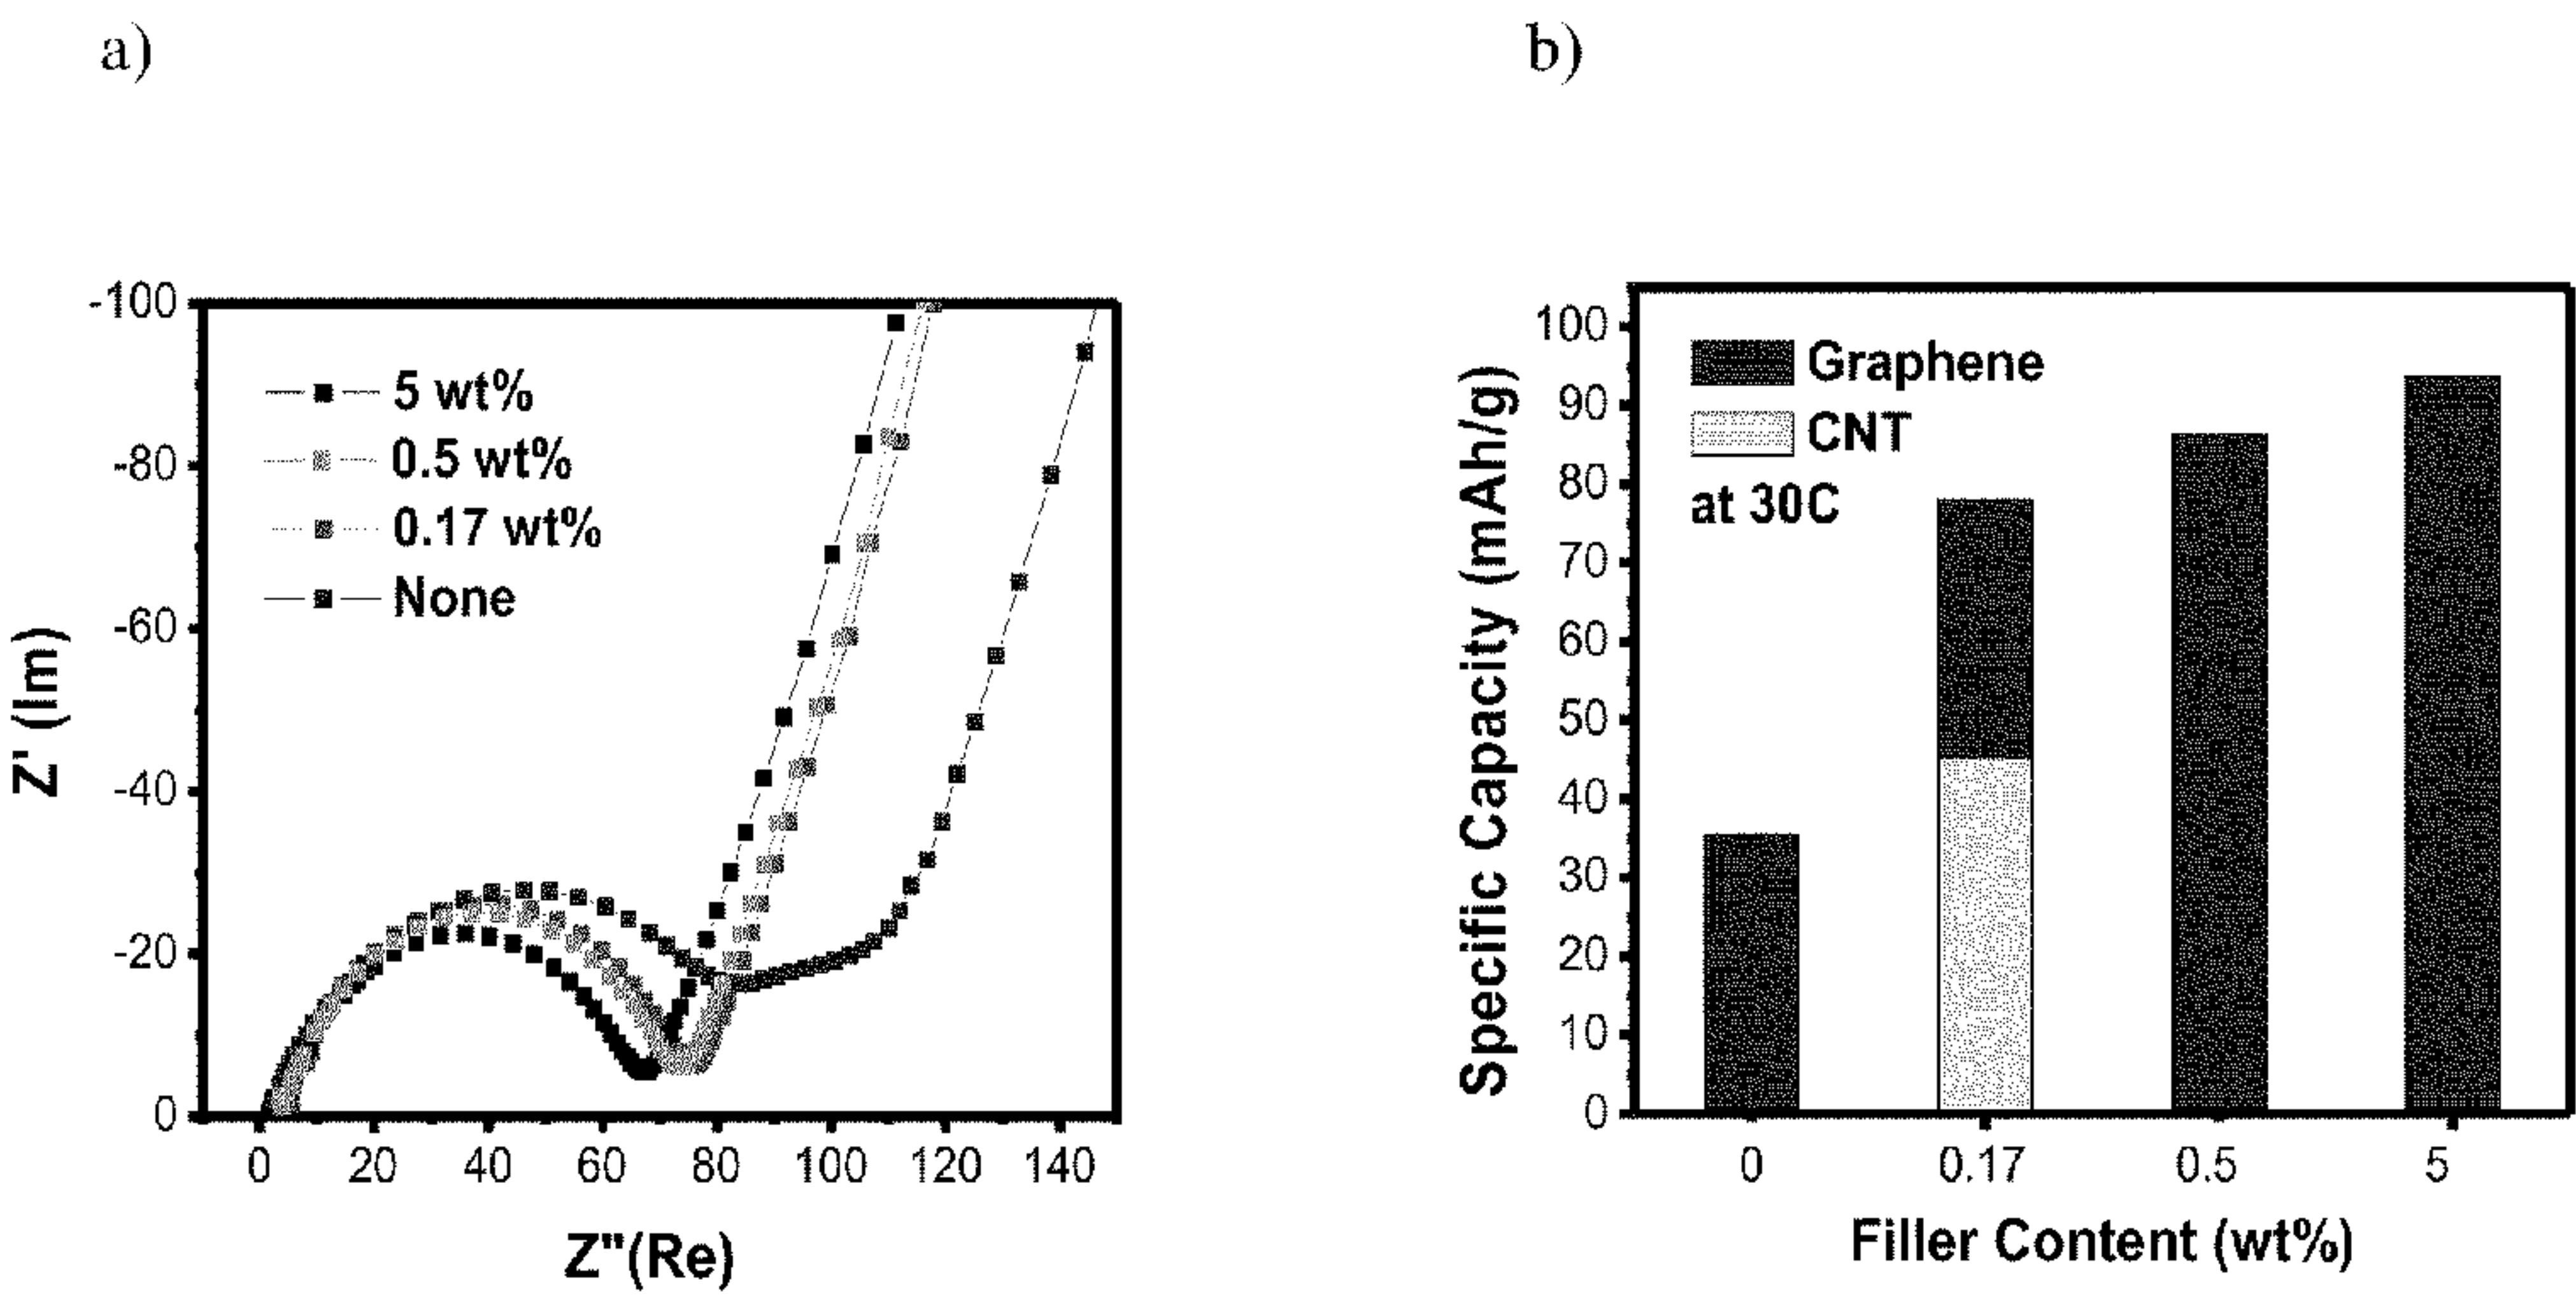 a)
-100
-80
-60
-40
-20
0
Z' (Im)
5 wt%
0.5 wt%
0.17 wt%
None
0 20 40 60 80 100 120 140
Z"(Re)
b)
100
90
80
70
60
50
40
30
20
10
0
Specific Capacity (mAh/g)
Graphene
CNT
at 30C
0 0.17 0.5 5
Filler Content (wt%)